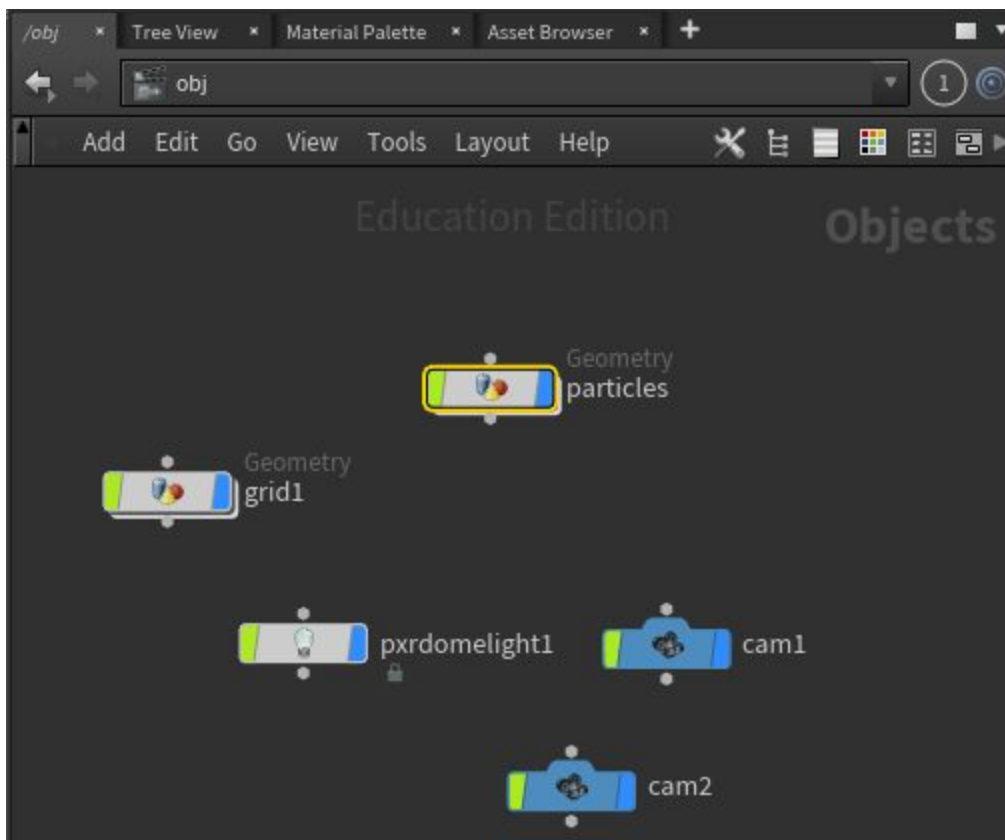 /obj × Tree View × Material Palette × Asset Browser × +
obj 1
Add Edit Go View Tools Layout Help
Education Edition Objects
Geometry
particles
Geometry
grid1
pxrdomelight1 cam1
cam2